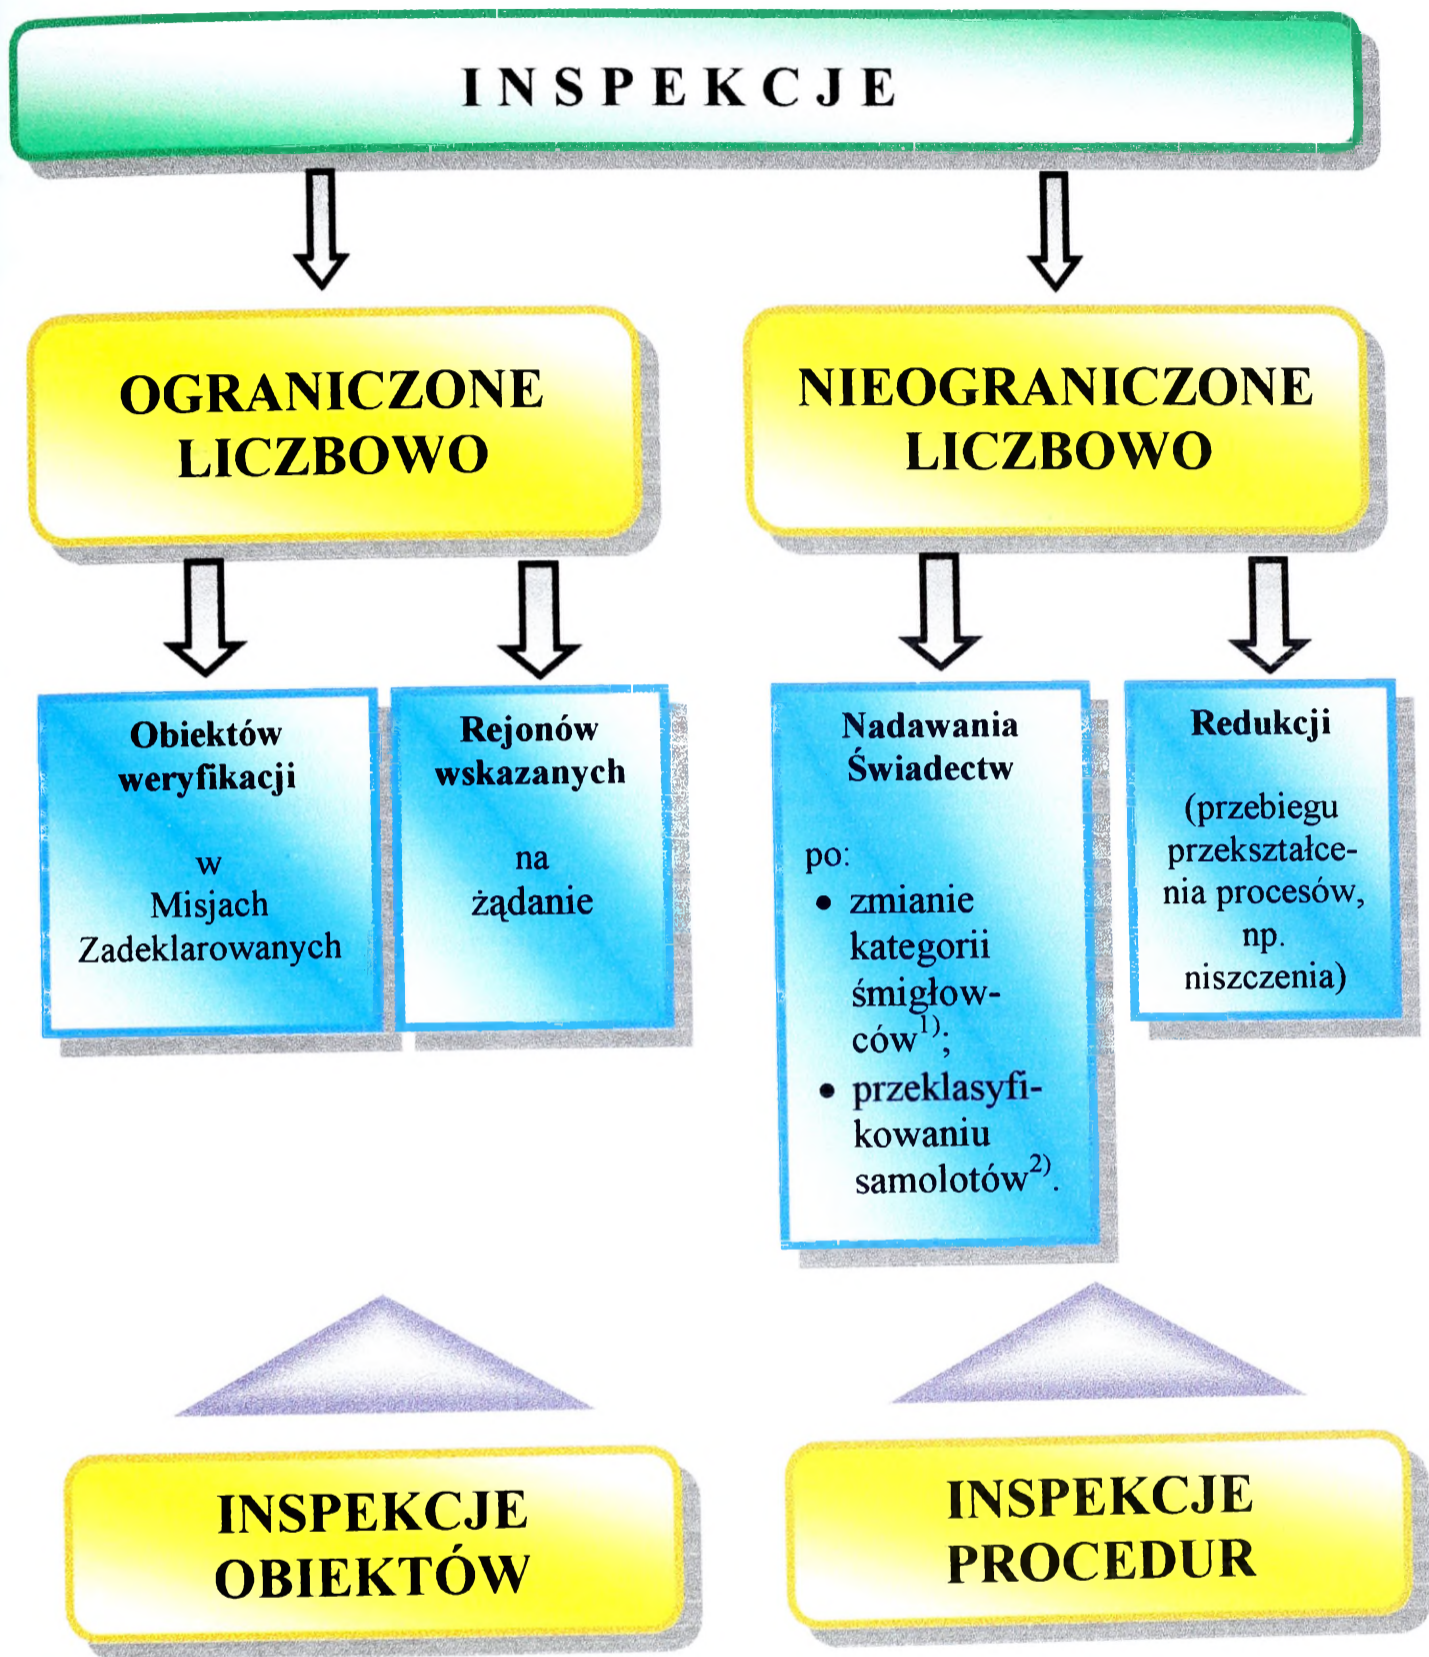 INSPEKCJE
OGRANICZONE
LICZBOWO
NIEOGRANICZONE
LICZBOWO
Obiektów
weryfikacji
w
Misjach
Zadeklarowanych
Rejonów
wskazanych
na
żądanie
Nadawania
Świadectw
po:
• zmianie
kategorii
śmigłow-
ców¹⁾;
• przeklasyfi-
kowaniu
samolotów²⁾.
Redukcji
(przebiegu
przekształce-
nia procesów,
np.
niszczenia)
INSPEKCJE
OBIEKTÓW
INSPEKCJE
PROCEDUR